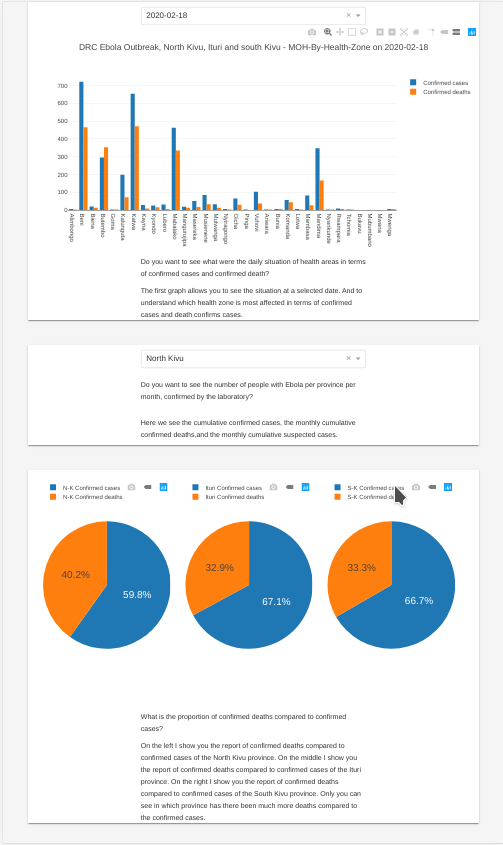 2020-02-18
DRC Ebola Outbreak, North Kivu, Ituri and south Kivu - MOH-By-Health-Zone on 2020-02-18
Confirmed cases
Confirmed deaths
700
600
500
400
300
200
100
0
Alimbongo
Beni
Biena
Butembo
Goma
Kalunguta
Katwa
Kayna
Kyondo
Lubero
Mabalako
Manguredjipa
Masereka
Musienene
Mutwanga
Nyiragongo
Oicha
Pinga
Vuhovi
Ariwara
Bunia
Komanda
Lolwa
Mambasa
Mandima
Nyankunde
Rwampara
Tchomia
Bukavu
Mubumbano
Mwana
Mwenga
Do you want to see what were the daily situation of health areas in terms
of confirmed cases and confirmed death?
The first graph allows you to see the situation at a selected date. And to
understand which health zone is most affected in terms of confirmed
cases and death confirms cases.
North Kivu
Do you want to see the number of people with Ebola per province per
month, confirmed by the laboratory?
Here we see the cumulative confirmed cases, the monthly cumulative
confirmed deaths,and the monthly cumulative suspected cases.
N-K Confirmed cases
N-K Confirmed deaths
Ituri Confirmed cases
Ituri Confirmed deaths
S-K Confirmed cases
S-K Confirmed
40.2%
59.8%
32.9%
67.1%
33.3%
66.7%
What is the proportion of confirmed deaths compared to confirmed
cases?
On the left I show you the report of confirmed deaths compared to
confirmed cases of the North Kivu province. On the middle I show you
the report of confirmed deaths compared to confirmed cases of the Ituri
province. On the right I show you the report of confirmed deaths
compared to confirmed cases of the South Kivu province. Only you can
see in which province has there been much more deaths compared to
the confirmed cases.